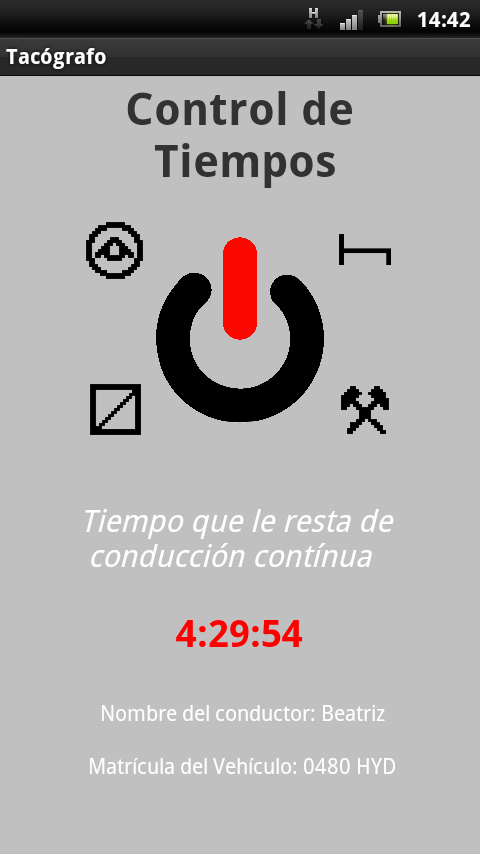 H
14:42
Tacógrafo
Control de
Tiempos
Tiempo que le resta de
conducción contínua
4:29:54
Nombre del conductor: Beatriz
Matrícula del Vehículo: 0480 HYD